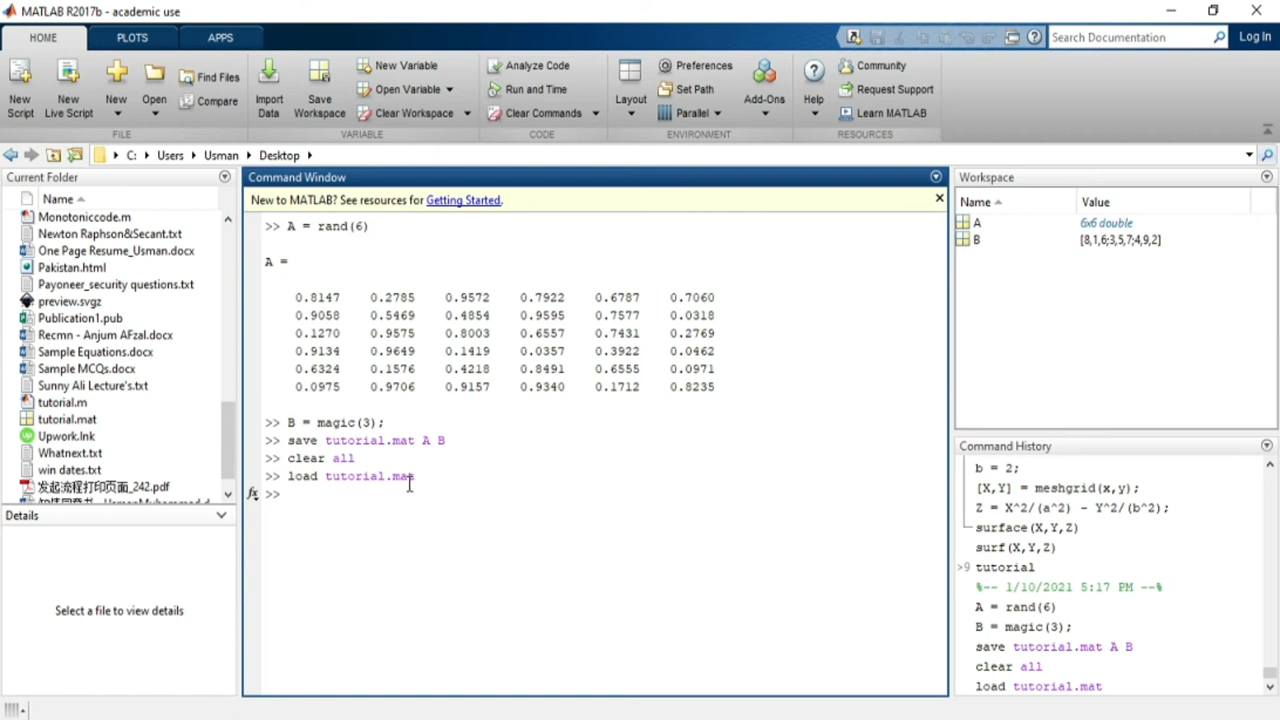 MATLAB R2017b - academic use
HOME PLOTS APPS Search Documentation Log In
New Script
New Live Script
New
Open
Find Files
Compare
FILE
Import Data
Save Workspace
New Variable
Open Variable
Clear Workspace
VARIABLE
Analyze Code
Run and Time
Clear Commands
CODE
Layout
Preferences
Set Path
Parallel
Add-Ons
ENVIRONMENT
Help
Community
Request Support
Learn MATLAB
RESOURCES
C: Users Usman Desktop
Current Folder
Name
Monotoniccode.m
Newton Raphson&Secant.txt
One Page Resume_Usman.docx
Pakistan.html
Payoneer_security questions.txt
preview.svgz
Publication1.pub
Recmn - Anjum AFzal.docx
Sample Equations.docx
Sample MCQs.docx
Sunny Ali Lecture's.txt
tutorial.m
tutorial.mat
Upwork.lnk
Whatnext.txt
win dates.txt
发起流程打印页面_242.pdf
Details
Select a file to view details
Command Window
New to MATLAB? See resources for Getting Started.
>> A = rand(6)
A =
0.8147 0.2785 0.9572 0.7922 0.6787 0.7060
0.9058 0.5469 0.4854 0.9595 0.7577 0.0318
0.1270 0.9575 0.8003 0.6557 0.7431 0.2769
0.9134 0.9649 0.1419 0.0357 0.3922 0.0462
0.6324 0.1576 0.4218 0.8491 0.6555 0.0971
0.0975 0.9706 0.9157 0.9340 0.1712 0.8235
>> B = magic(3);
>> save tutorial.mat A B
>> clear all
>> load tutorial.mat
fx >>
Workspace
Name Value
A 6x6 double
B [8,1,6;3,5,7;4,9,2]
Command History
b = 2;
[X,Y] = meshgrid(x,y);
Z = X^2/(a^2) - Y^2/(b^2);
surface(X,Y,Z)
surf(X,Y,Z)
9 tutorial
%-- 1/10/2021 5:17 PM --%
A = rand(6)
B = magic(3);
save tutorial.mat A B
clear all
load tutorial.mat